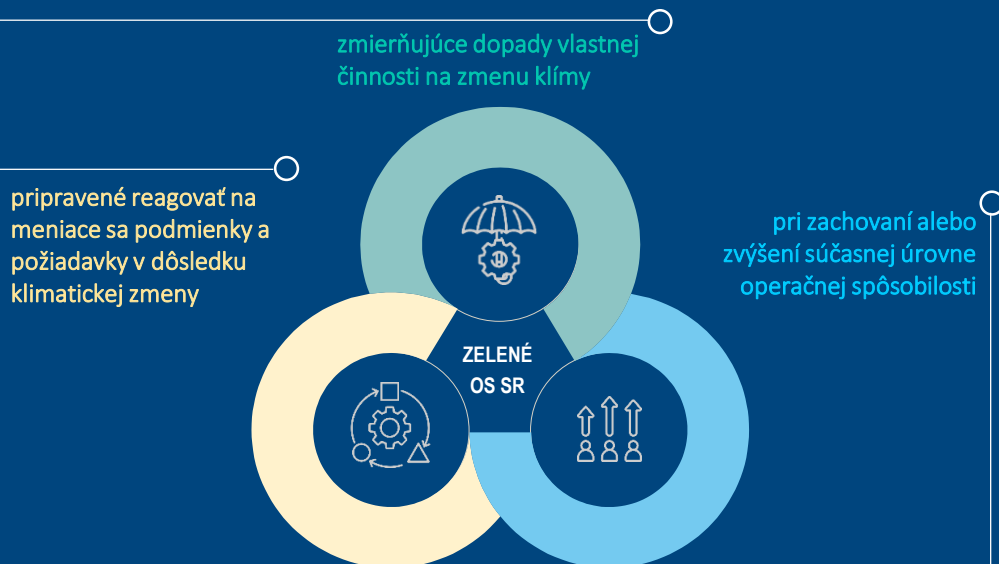 zmierňujúce dopady vlastnej
činnosti na zmenu klímy
pripravené reagovať na
meniace sa podmienky a
požiadavky v dôsledku
klimatickej zmeny
pri zachovaní alebo
zvýšení súčasnej úrovne
operačnej spôsobilosti
ZELENÉ
OS SR